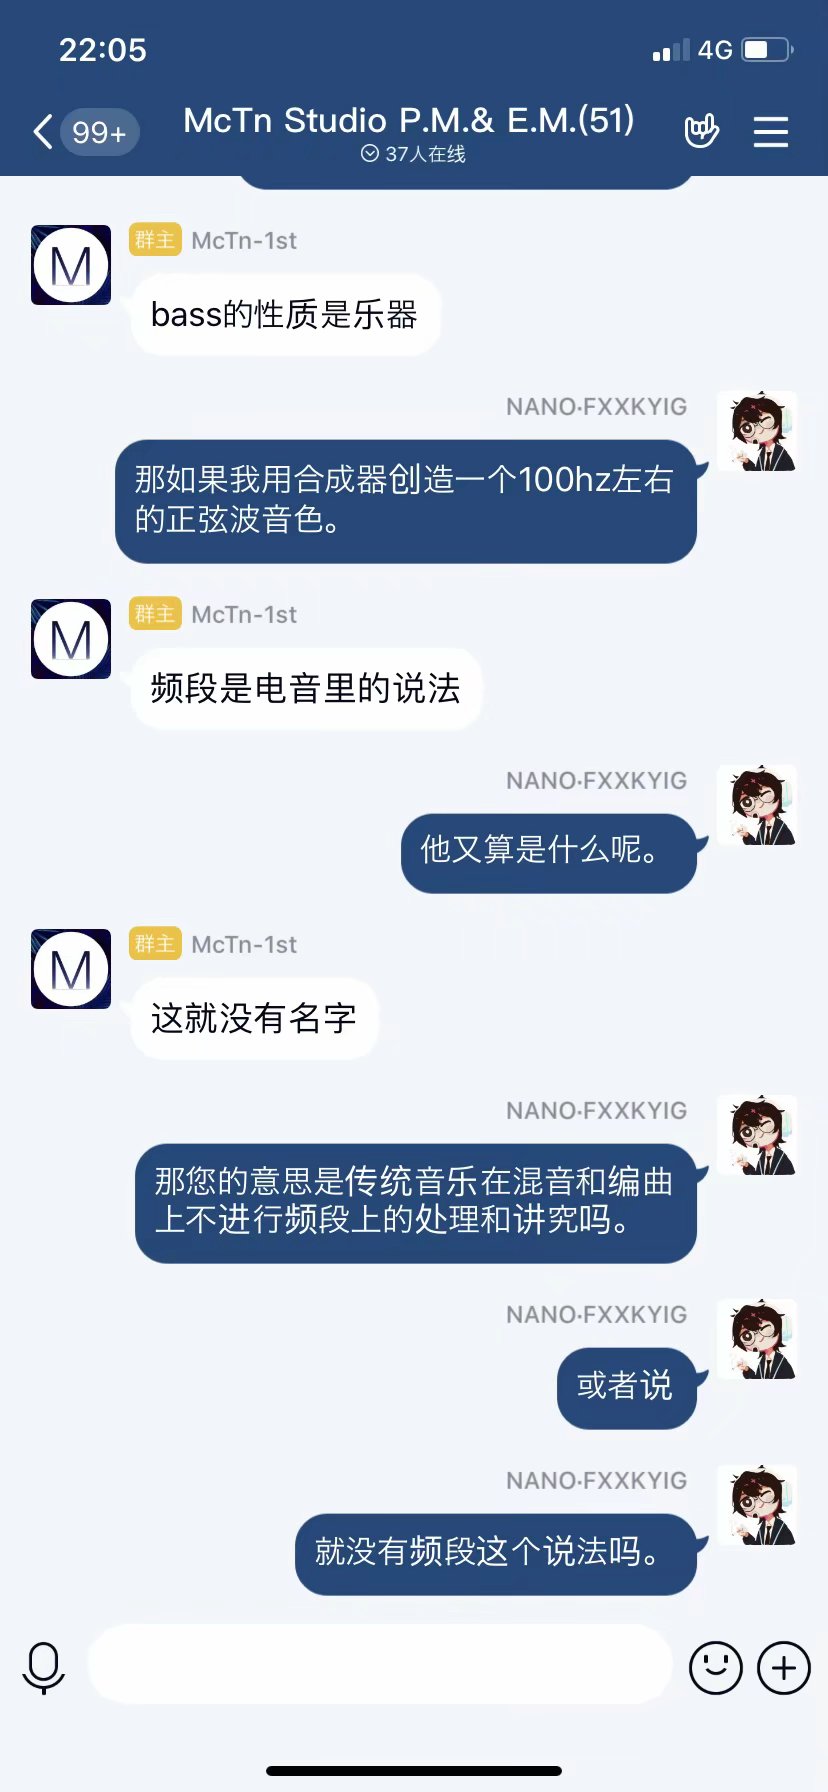 22:05
4G
99+
McTn Studio P.M.& E.M.(51)
37人在线
群主 McTn-1st
M
bass的性质是乐器
NANO·FXXKYIG
那如果我用合成器创造一个100hz左右
的正弦波音色。
群主 McTn-1st
M
频段是电音里的说法
NANO·FXXKYIG
他又算是什么呢。
群主 McTn-1st
M
这就没有名字
NANO·FXXKYIG
那您的意思是传统音乐在混音和编曲
上不进行频段上的处理和讲究吗。
NANO·FXXKYIG
或者说
NANO·FXXKYIG
就没有频段这个说法吗。